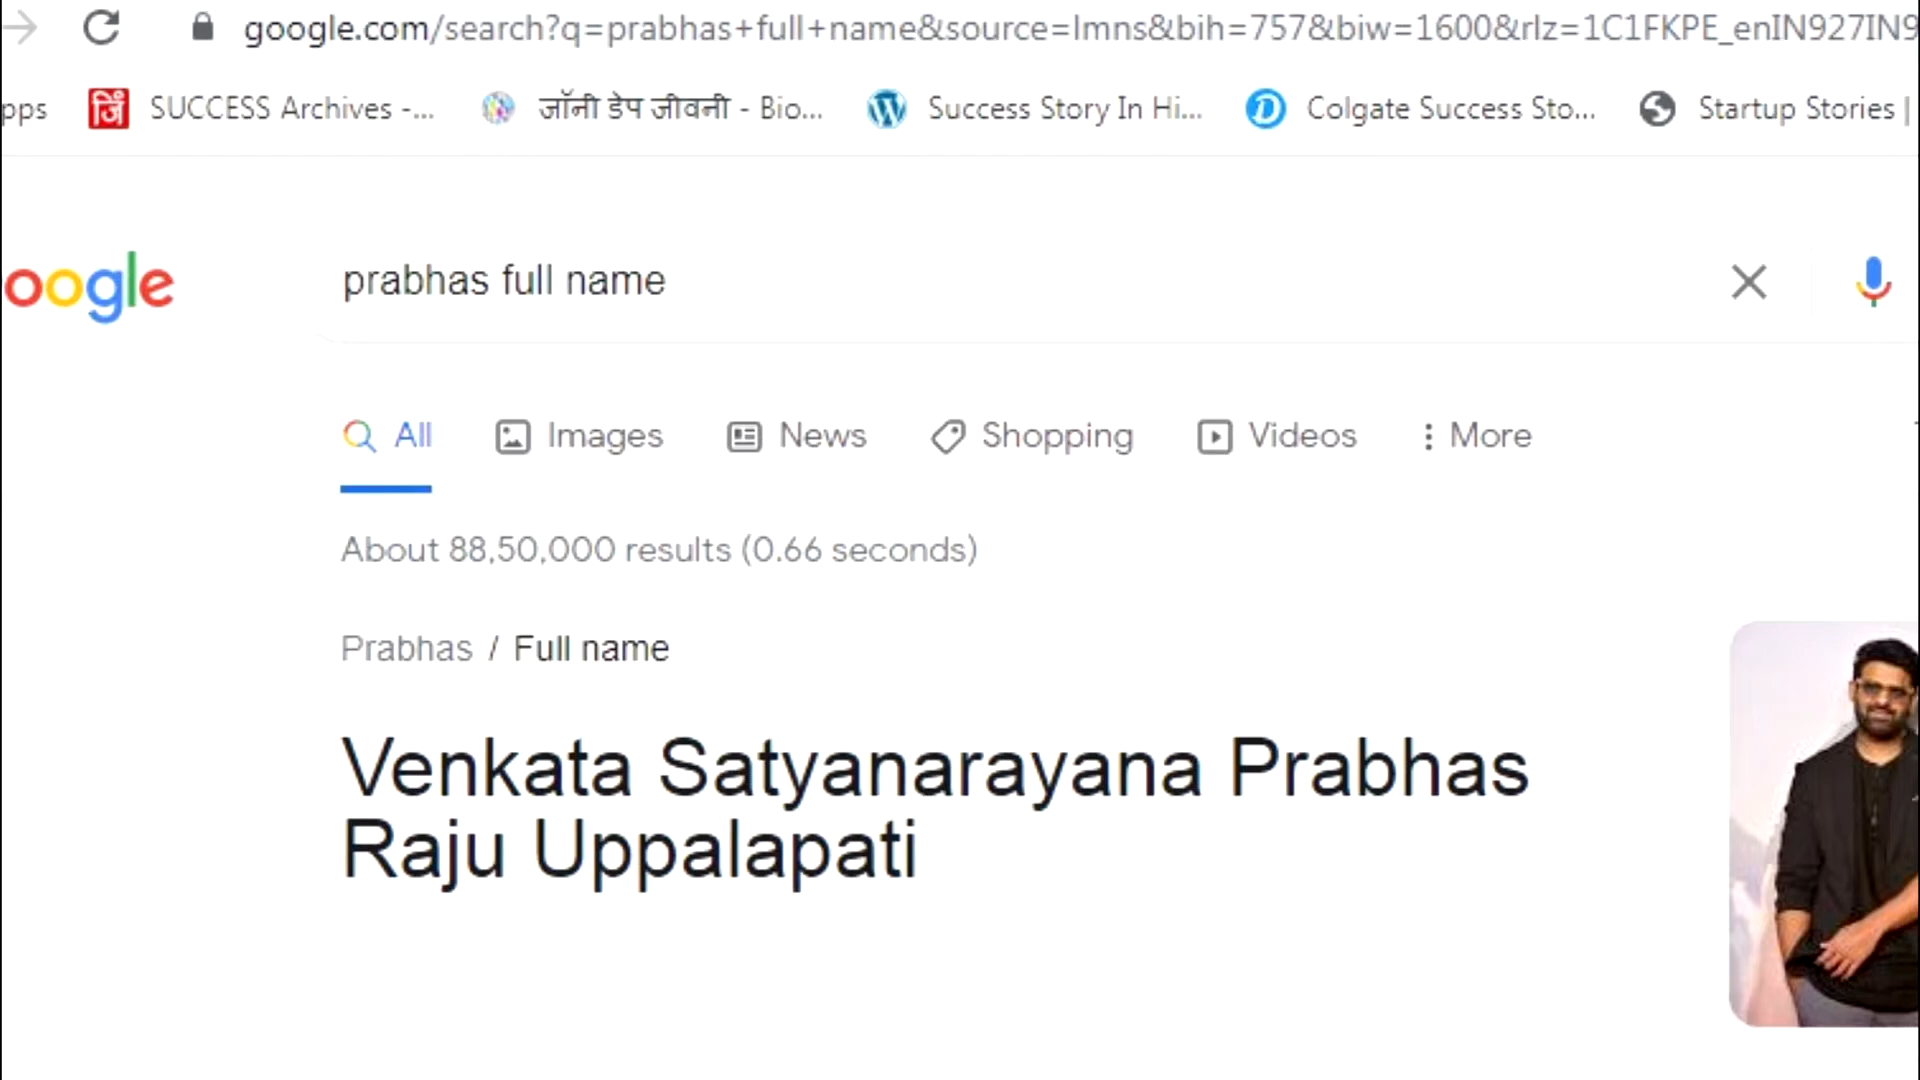 google.com/search?q=prabhas+full+name&source=lmns&bih=757&biw=1600&rlz=1C1FKPE_enIN927IN9
pps SUCCESS Archives -... जॉनी डेप जीवनी - Bio... Success Story In Hi... Colgate Success Sto... Startup Stories |
oogle prabhas full name
All Images News Shopping Videos More
About 88,50,000 results (0.66 seconds)
Prabhas / Full name
Venkata Satyanarayana Prabhas
Raju Uppalapati